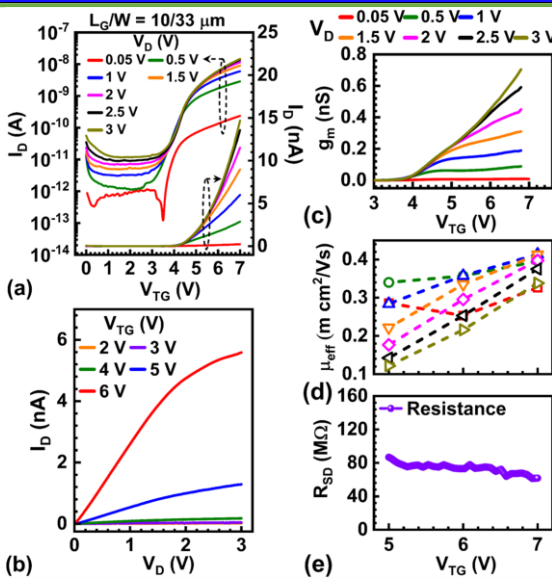 L_G/W = 10/33 μm
V_D (V)
0.05 V 0.5 V
1 V 1.5 V
2 V
2.5 V
3 V
10⁻⁶
10⁻⁷
10⁻⁸
10⁻⁹
10⁻¹⁰
10⁻¹¹
10⁻¹²
10⁻¹³
10⁻¹⁴
I_D (A)
25
20
15
10
5
0
I_D (nA)
0 1 2 3 4 5 6 7
V_TG (V)
(a)
V_TG (V)
2 V 3 V
4 V 5 V
6 V
6
4
2
0
I_D (nA)
0 1 2 3
V_D (V)
(b)
V_D
0.05 V 0.5 V 1 V
1.5 V 2 V 2.5 V 3 V
0.8
0.6
0.4
0.2
0.0
g_m (nS)
3 4 5 6 7
V_TG (V)
(c)
0.4
0.3
0.2
0.1
μ_eff (m cm²/Vs)
(d)
Resistance
160
120
80
40
0
R_SD (MΩ)
5 6 7
V_TG (V)
(e)